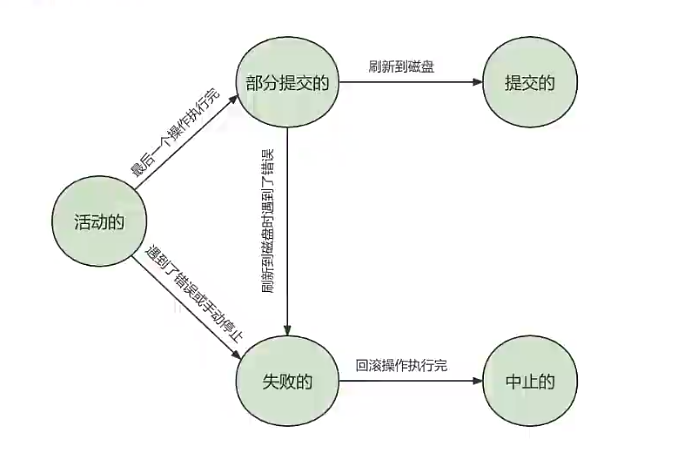 部分提交的
刷新到磁盘
提交的
最后一个操作执行完
刷新到磁盘时遇到了错误
活动的
遇到了错误或手动停止
失败的
回滚操作执行完
中止的